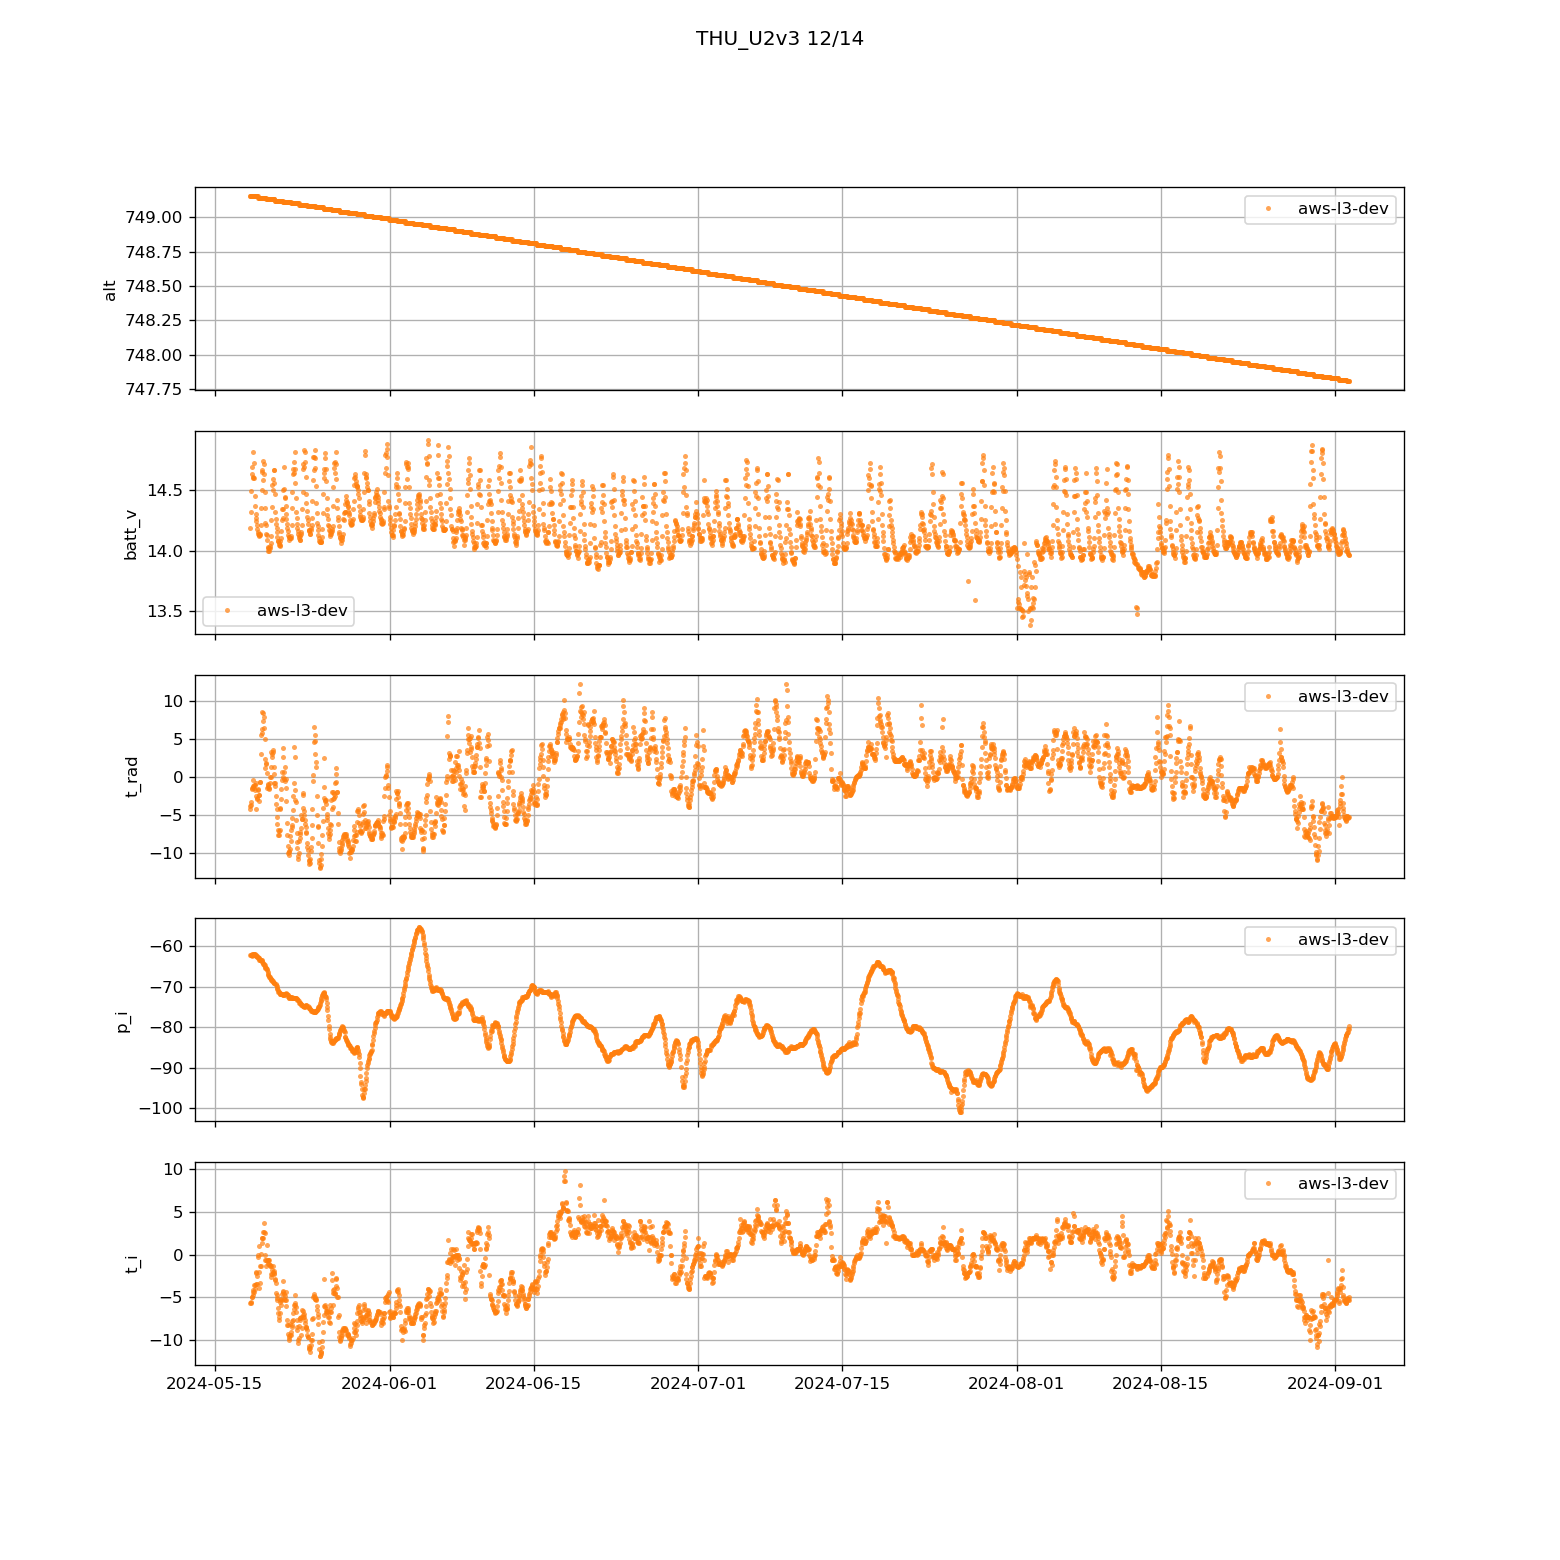 THU_U2v3 12/14
749.00
748.75
748.50
748.25
748.00
747.75
alt
aws-l3-dev
14.5
14.0
13.5
batt_v
aws-l3-dev
10
5
0
−5
−10
t_rad
aws-l3-dev
−60
−70
−80
−90
−100
p_i
aws-l3-dev
10
5
0
−5
−10
t_i
aws-l3-dev
2024-05-15 2024-06-01 2024-06-15 2024-07-01 2024-07-15 2024-08-01 2024-08-15 2024-09-01